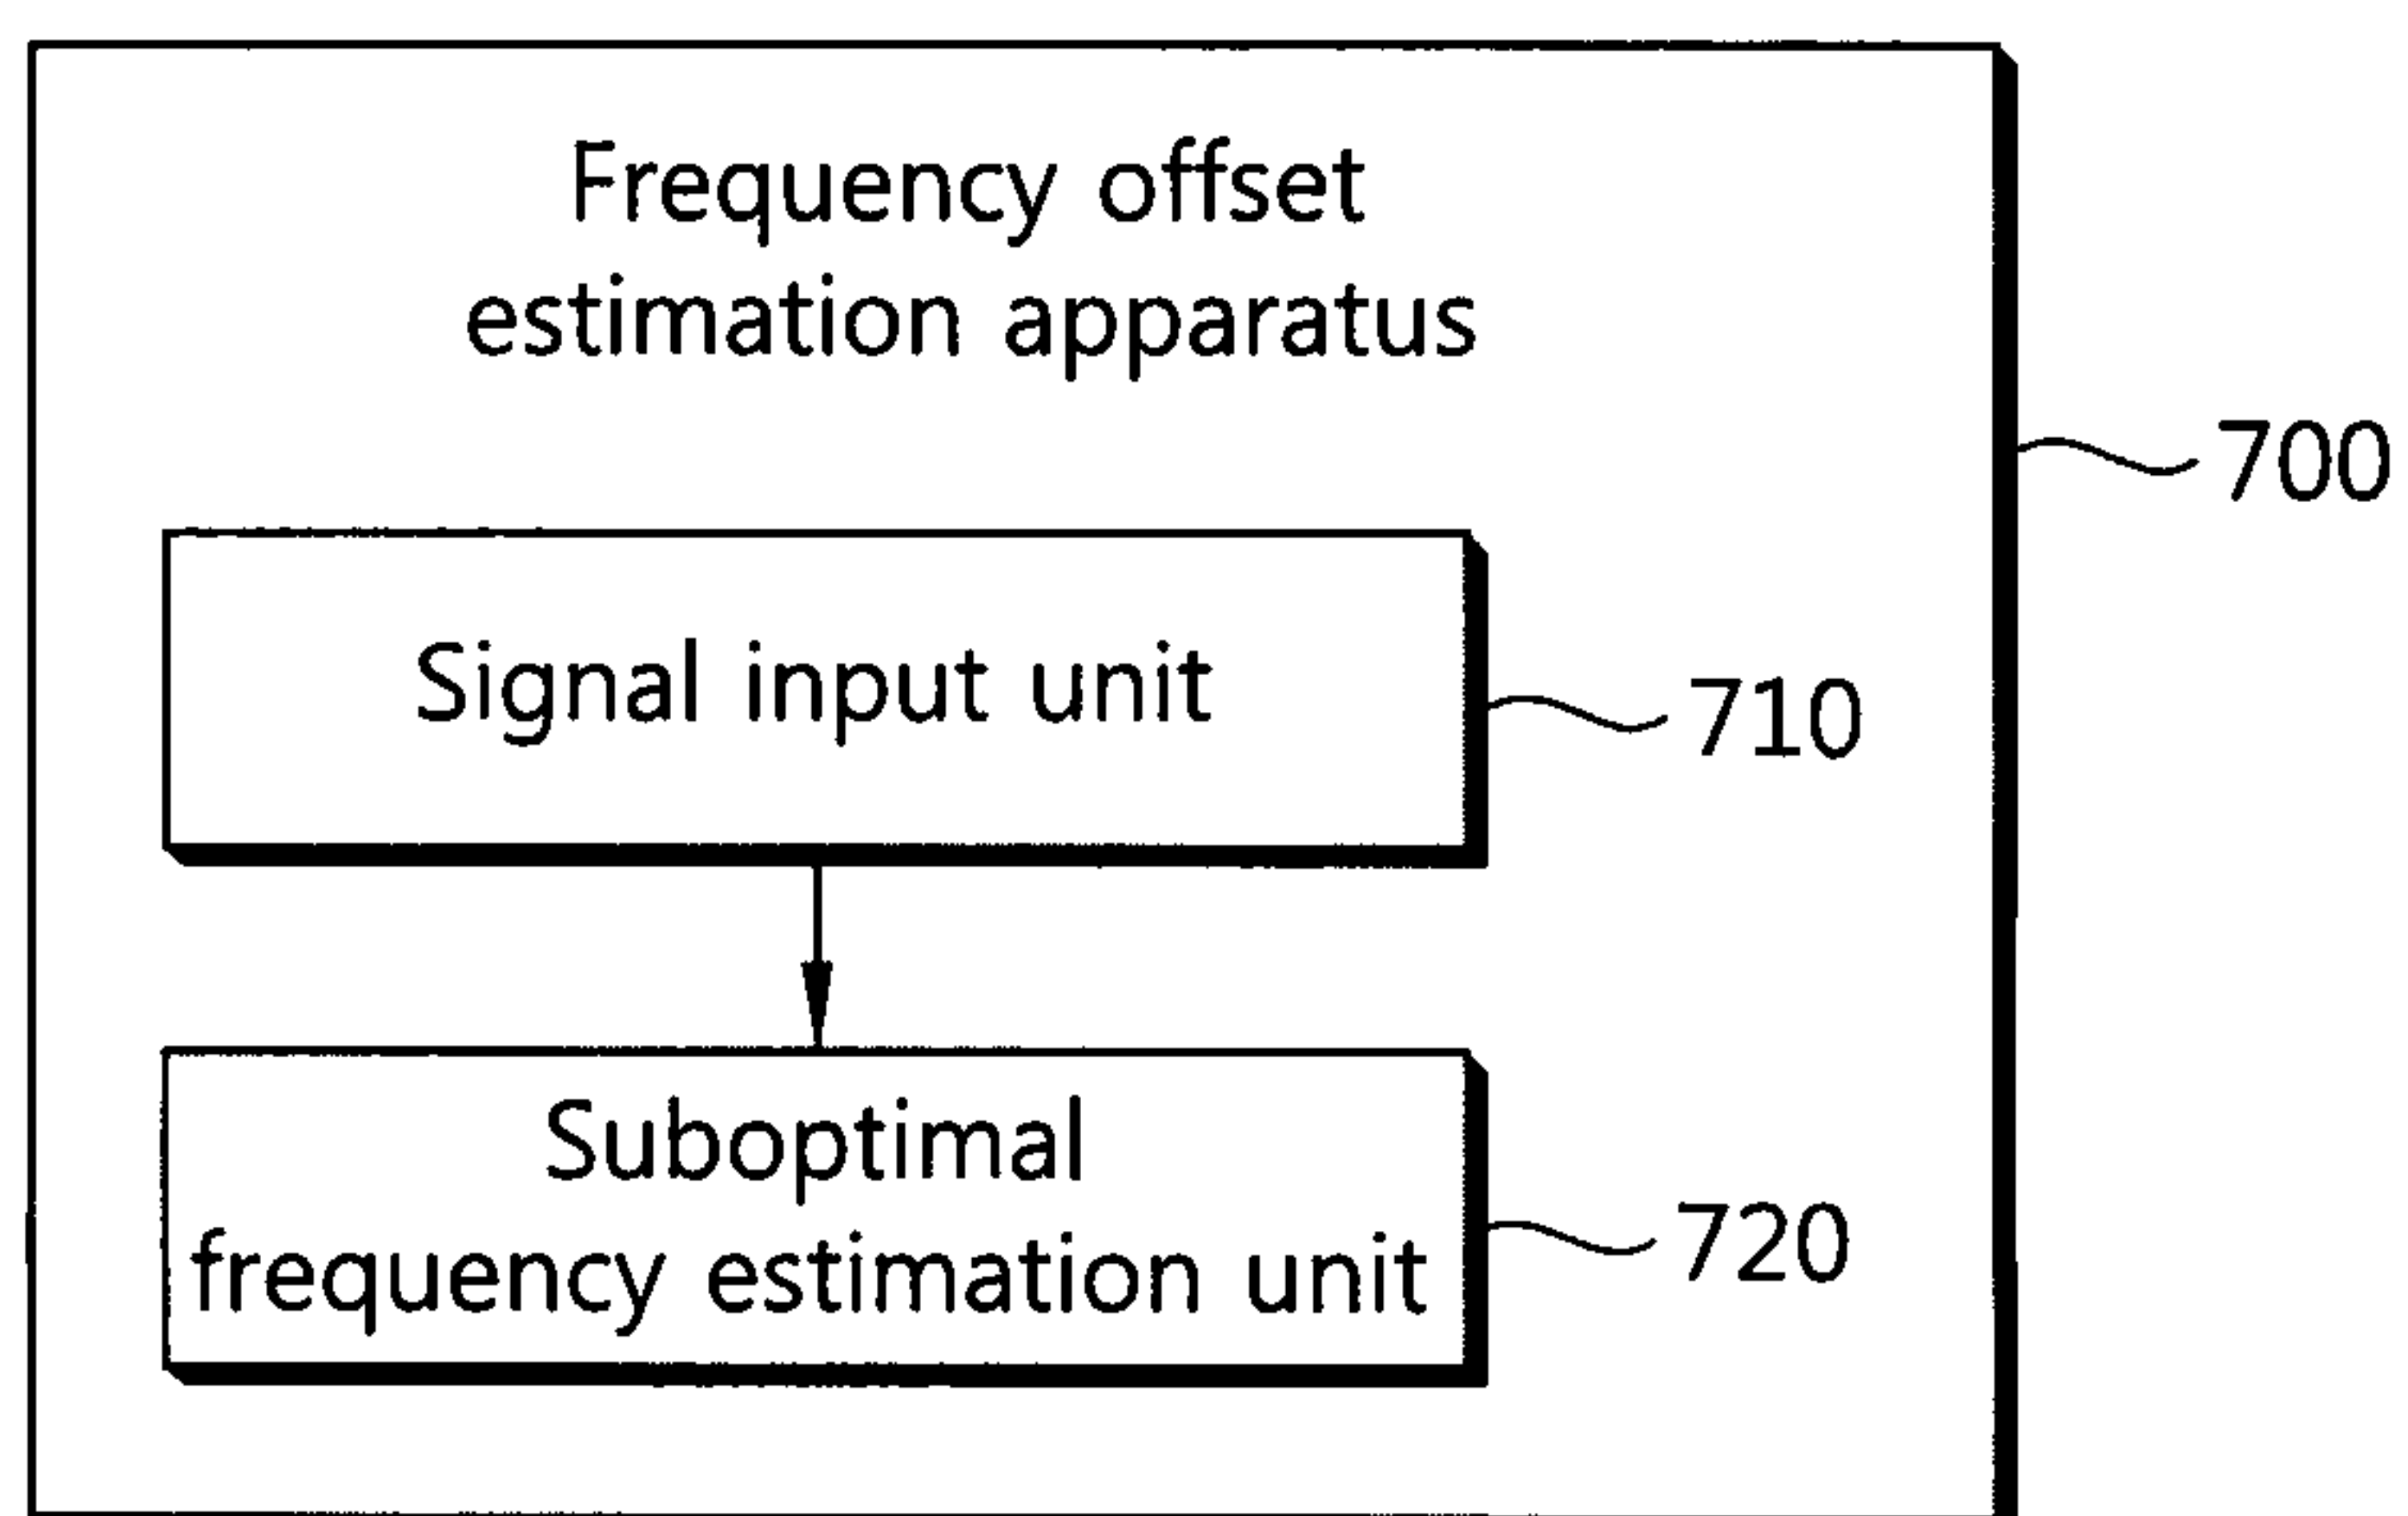 Frequency offset
estimation apparatus
700
Signal input unit
710
Suboptimal
frequency estimation unit
720